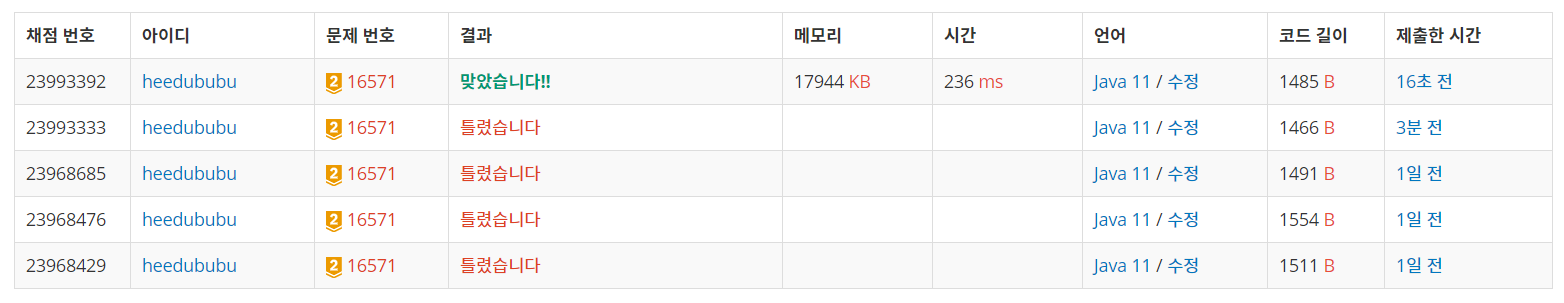 채점 번호 아이디 문제 번호 결과 메모리 시간 언어 코드 길이 제출한 시간
23993392 heedububu 2 16571 맞았습니다!! 17944 KB 236 ms Java 11 / 수정 1485 B 16초 전
23993333 heedububu 2 16571 틀렸습니다 Java 11 / 수정 1466 B 3분 전
23968685 heedububu 2 16571 틀렸습니다 Java 11 / 수정 1491 B 1일 전
23968476 heedububu 2 16571 틀렸습니다 Java 11 / 수정 1554 B 1일 전
23968429 heedububu 2 16571 틀렸습니다 Java 11 / 수정 1511 B 1일 전